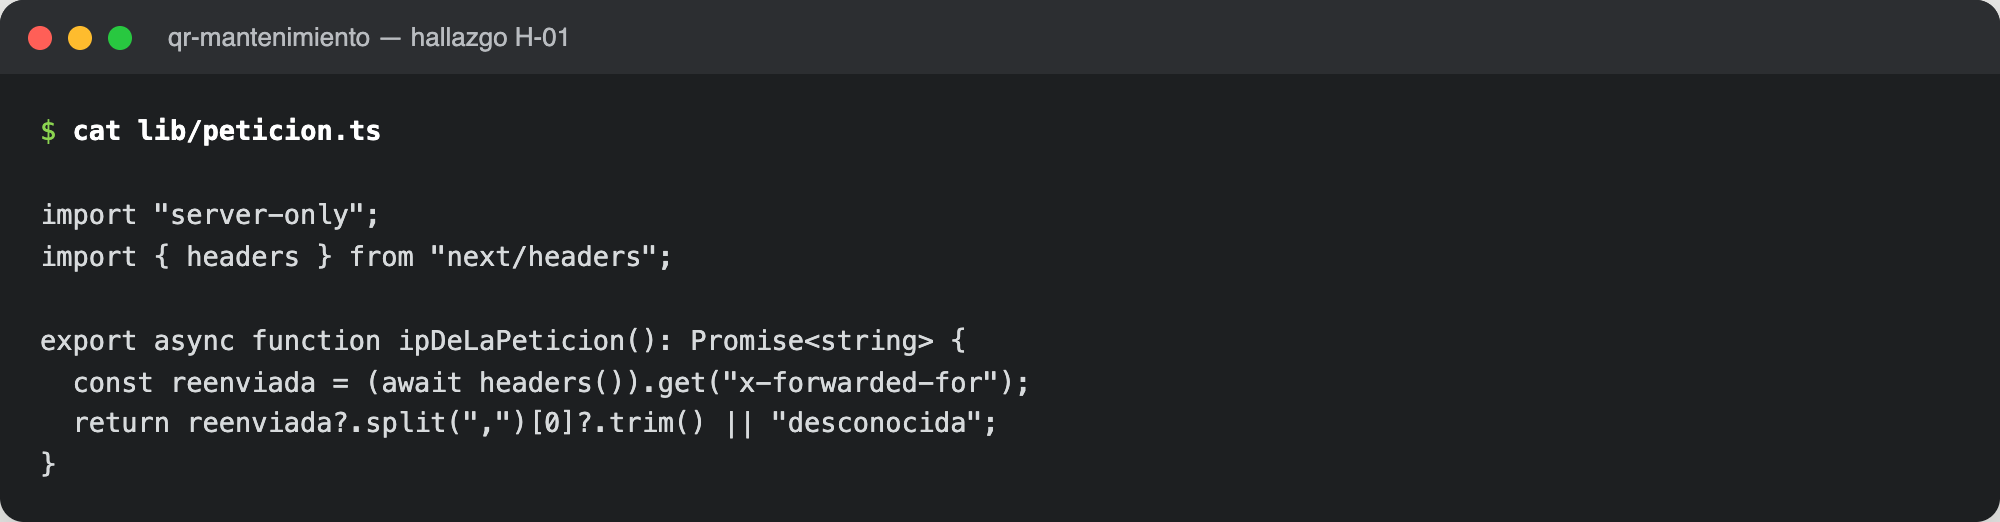 qr-mantenimiento — hallazgo H-01
$ cat lib/peticion.ts
import "server-only";
import { headers } from "next/headers";
export async function ipDeLaPeticion(): Promise<string> {
  const reenviada = (await headers()).get("x-forwarded-for");
  return reenviada?.split(",")[0]?.trim() || "desconocida";
}